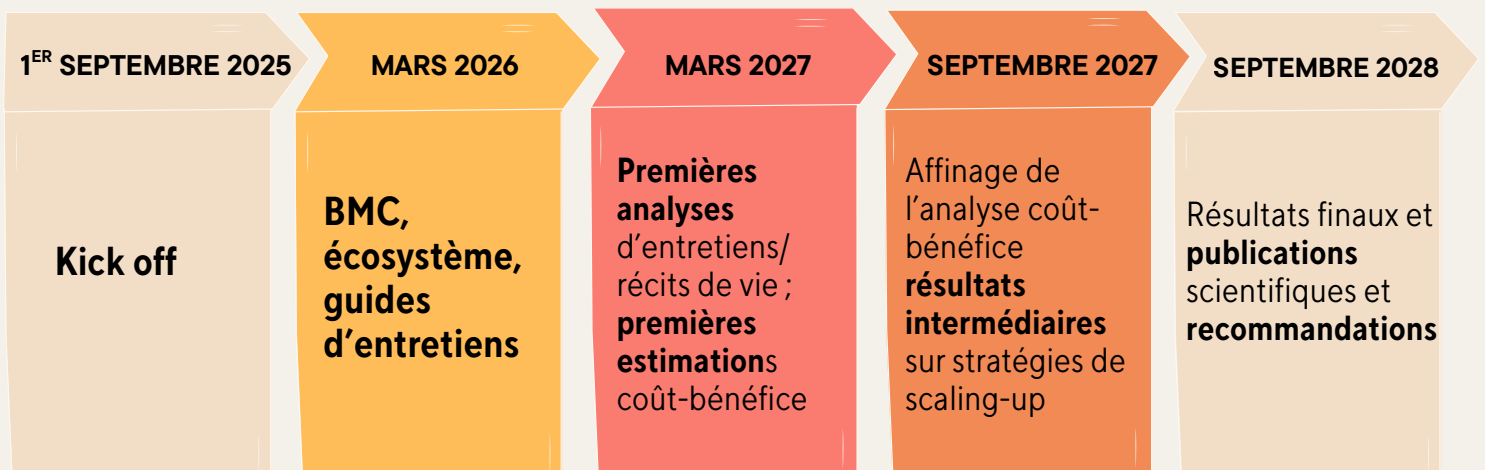 1ER SEPTEMBRE 2025
MARS 2026
MARS 2027
SEPTEMBRE 2027
SEPTEMBRE 2028
Kick off
BMC,
écosystème,
guides
d'entretiens
Premières
analyses
d'entretiens/
récits de vie ;
premières
estimations
coût-bénéfice
Affinage de
l'analyse coût-
bénéfice
résultats
intermédiaires
sur stratégies de
scaling-up
Résultats finaux et
publications
scientifiques et
recommandations